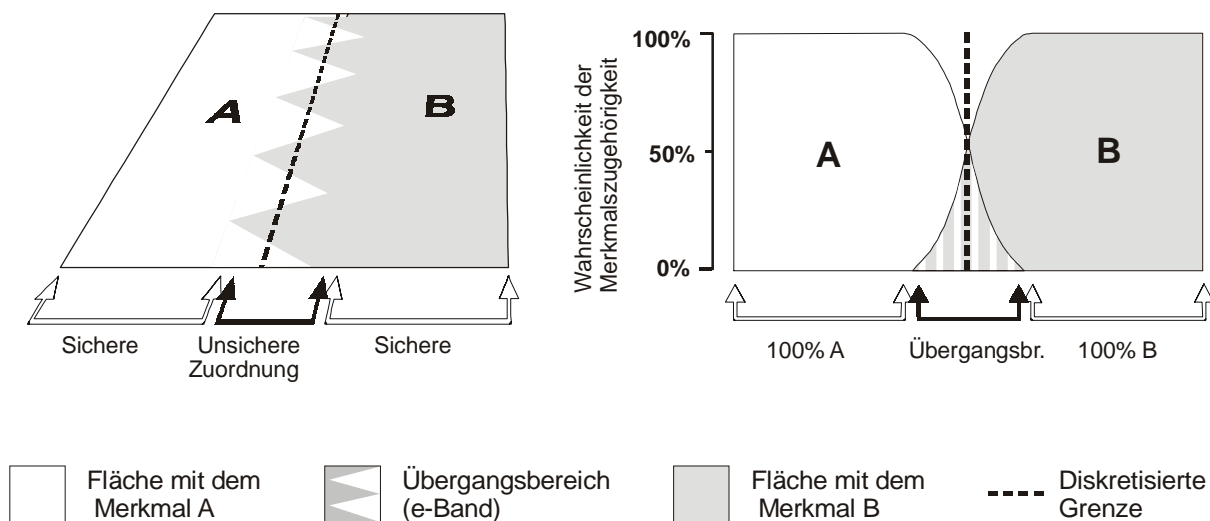 A
B
Sichere
Unsichere
Zuordnung
Sichere
Wahrscheinlichkeit der
Merkmalszugehörigkeit
100%
50%
0%
A
B
100% A
Übergangsbr.
100% B
Fläche mit dem
Merkmal A
Übergangsbereich
(e-Band)
Fläche mit dem
Merkmal B
Diskretisierte
Grenze